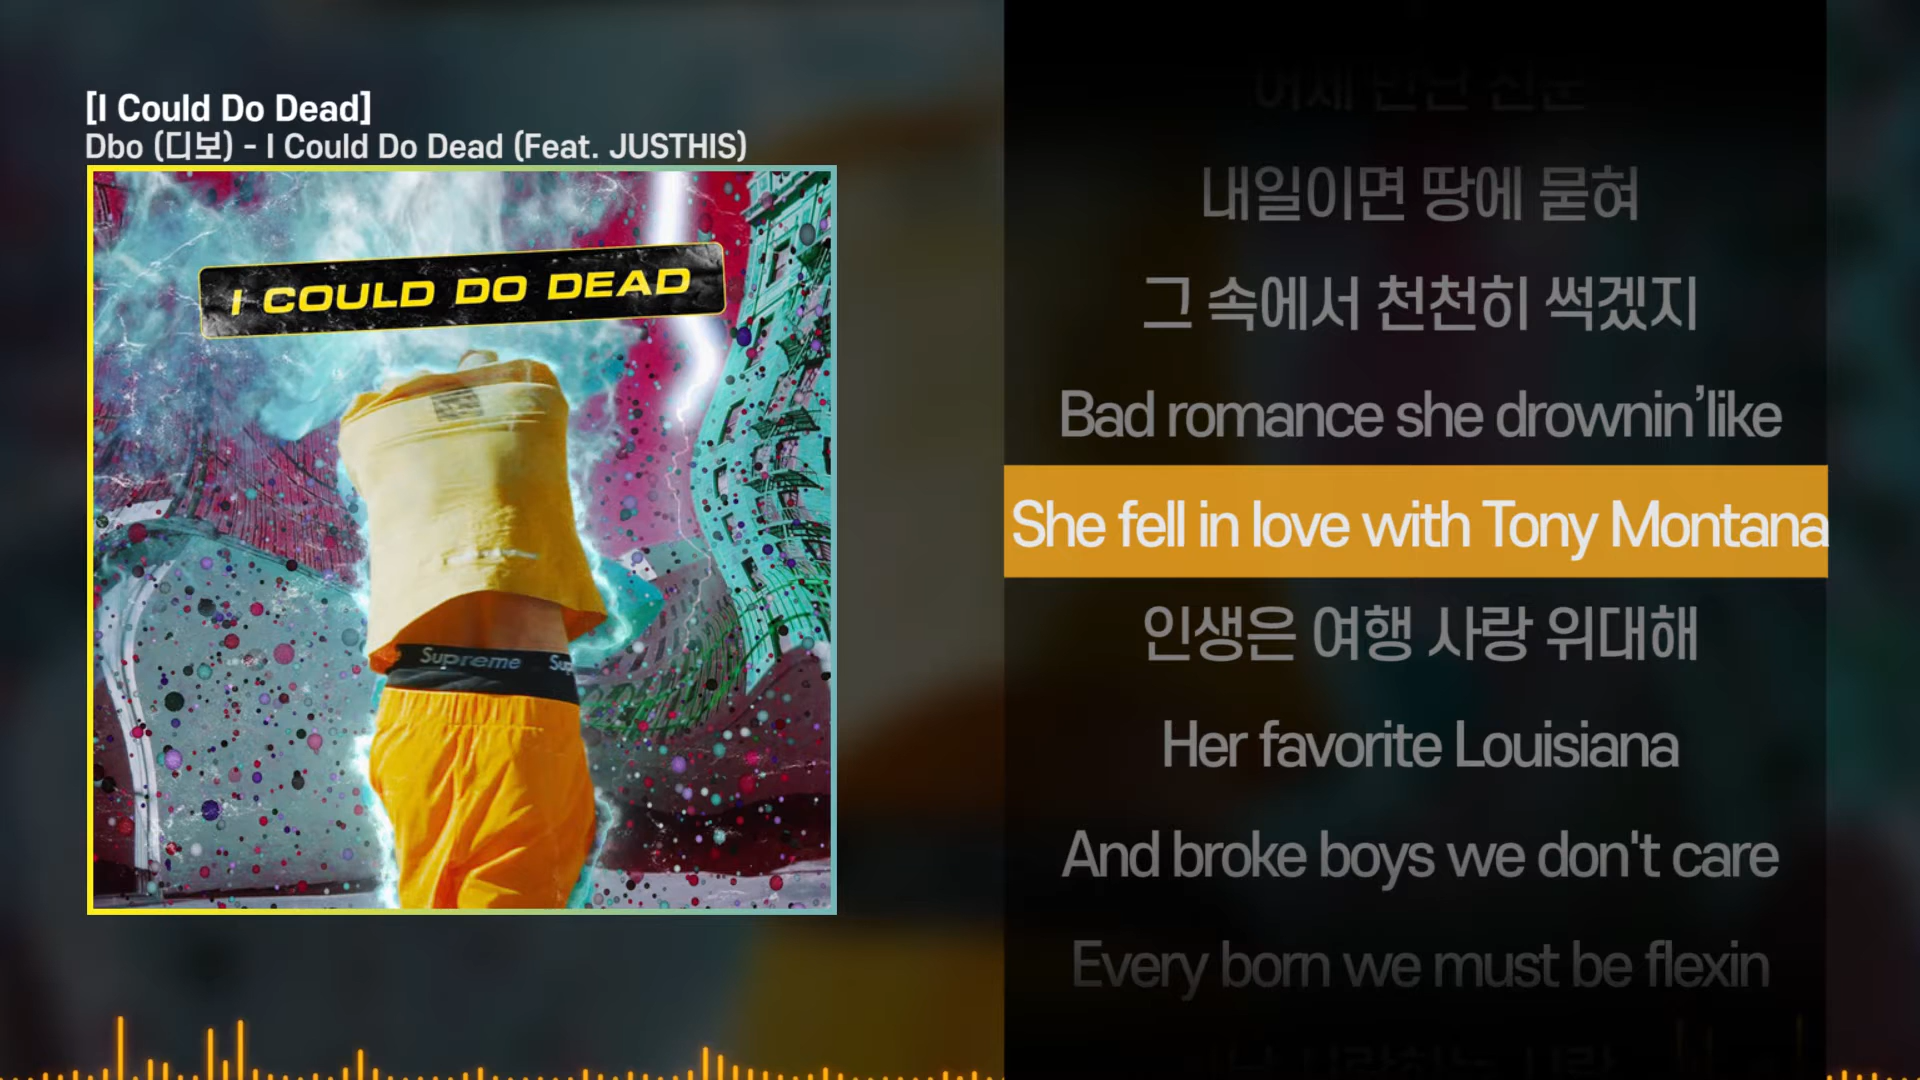 [I Could Do Dead]
Dbo (디보) - I Could Do Dead (Feat. JUSTHIS)
I COULD DO DEAD
Supreme
Sup
내일이면 땅에 묻혀
그 속에서 천천히 썩겠지
Bad romance she drownin’like
She fell in love with Tony Montana
인생은 여행 사랑 위대해
Her favorite Louisiana
And broke boys we don't care
Every born we must be flexin